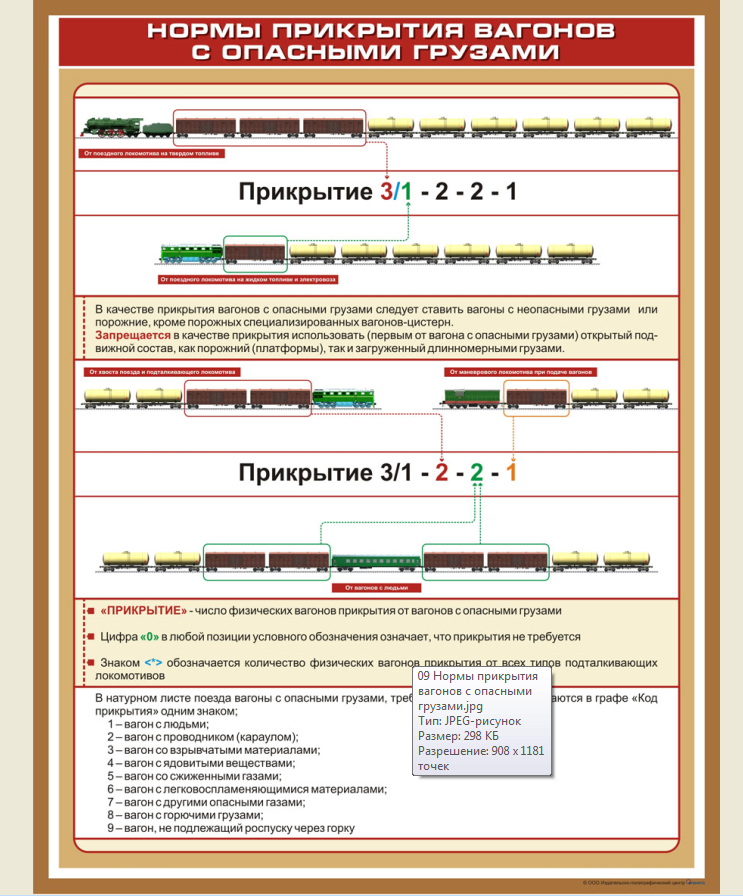 НОРМЫ ПРИКРЫТИЯ ВАГОНОВ
С ОПАСНЫМИ ГРУЗАМИ
От поездного локомотива на твердом топливе
Прикрытие 3/1 - 2 - 2 - 1
От поездного локомотива на жидком топливе и электровоза
В качестве прикрытия вагонов с опасными грузами следует ставить вагоны с неопасными грузами или
порожние, кроме порожных специализированных вагонов-цистерн.
Запрещается в качестве прикрытия использовать (первым от вагона с опасными грузами) открытый под-
вижной состав, как порожний (платформы), так и загруженный длинномерными грузами.
От хвоста поезда и подталкивающего локомотива
От маневрового локомотива при подаче вагонов
Прикрытие 3/1 - 2 - 2 - 1
От вагонов с людьми
«ПРИКРЫТИЕ» - число физических вагонов прикрытия от вагонов с опасными грузами
Цифра «0» в любой позиции условного обозначения означает, что прикрытия не требуется
Знаком <*> обозначается количество физических вагонов прикрытия от всех типов подталкивающих
локомотивов
В натурном листе поезда вагоны с опасными грузами, аются в графе «Код
прикрытия» одним знаком;
1 – вагон с людьми;
2 – вагон с проводником (караулом);
3 – вагон со взрывчатыми материалами;
4 – вагон с ядовитыми веществами;
5 – вагон со сжиженными газами;
6 – вагон с легковоспламеняющимися материалами;
7 – вагон с другими опасными газами;
8 – вагон с горючими грузами;
9 – вагон, не подлежащий роспуску через горку
09 Нормы прикрытия
вагонов с опасными
грузами.jpg
Тип: JPEG-рисунок
Размер: 298 КБ
Разрешение: 908 x 1181
точек
© ООО Издательско-полиграфический центр